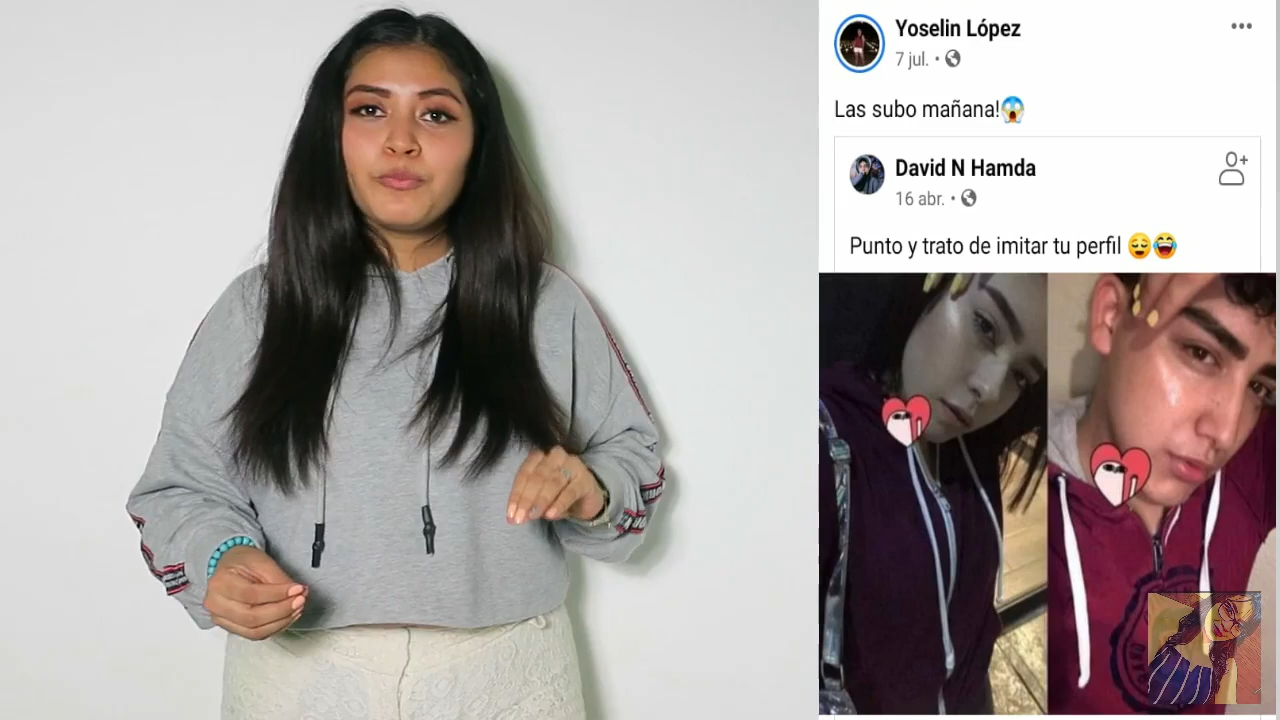 Yoselin López
7 jul.
Las subo mañana!😱
David N Hamda
16 abr.
Punto y trato de imitar tu perfil 😩😂